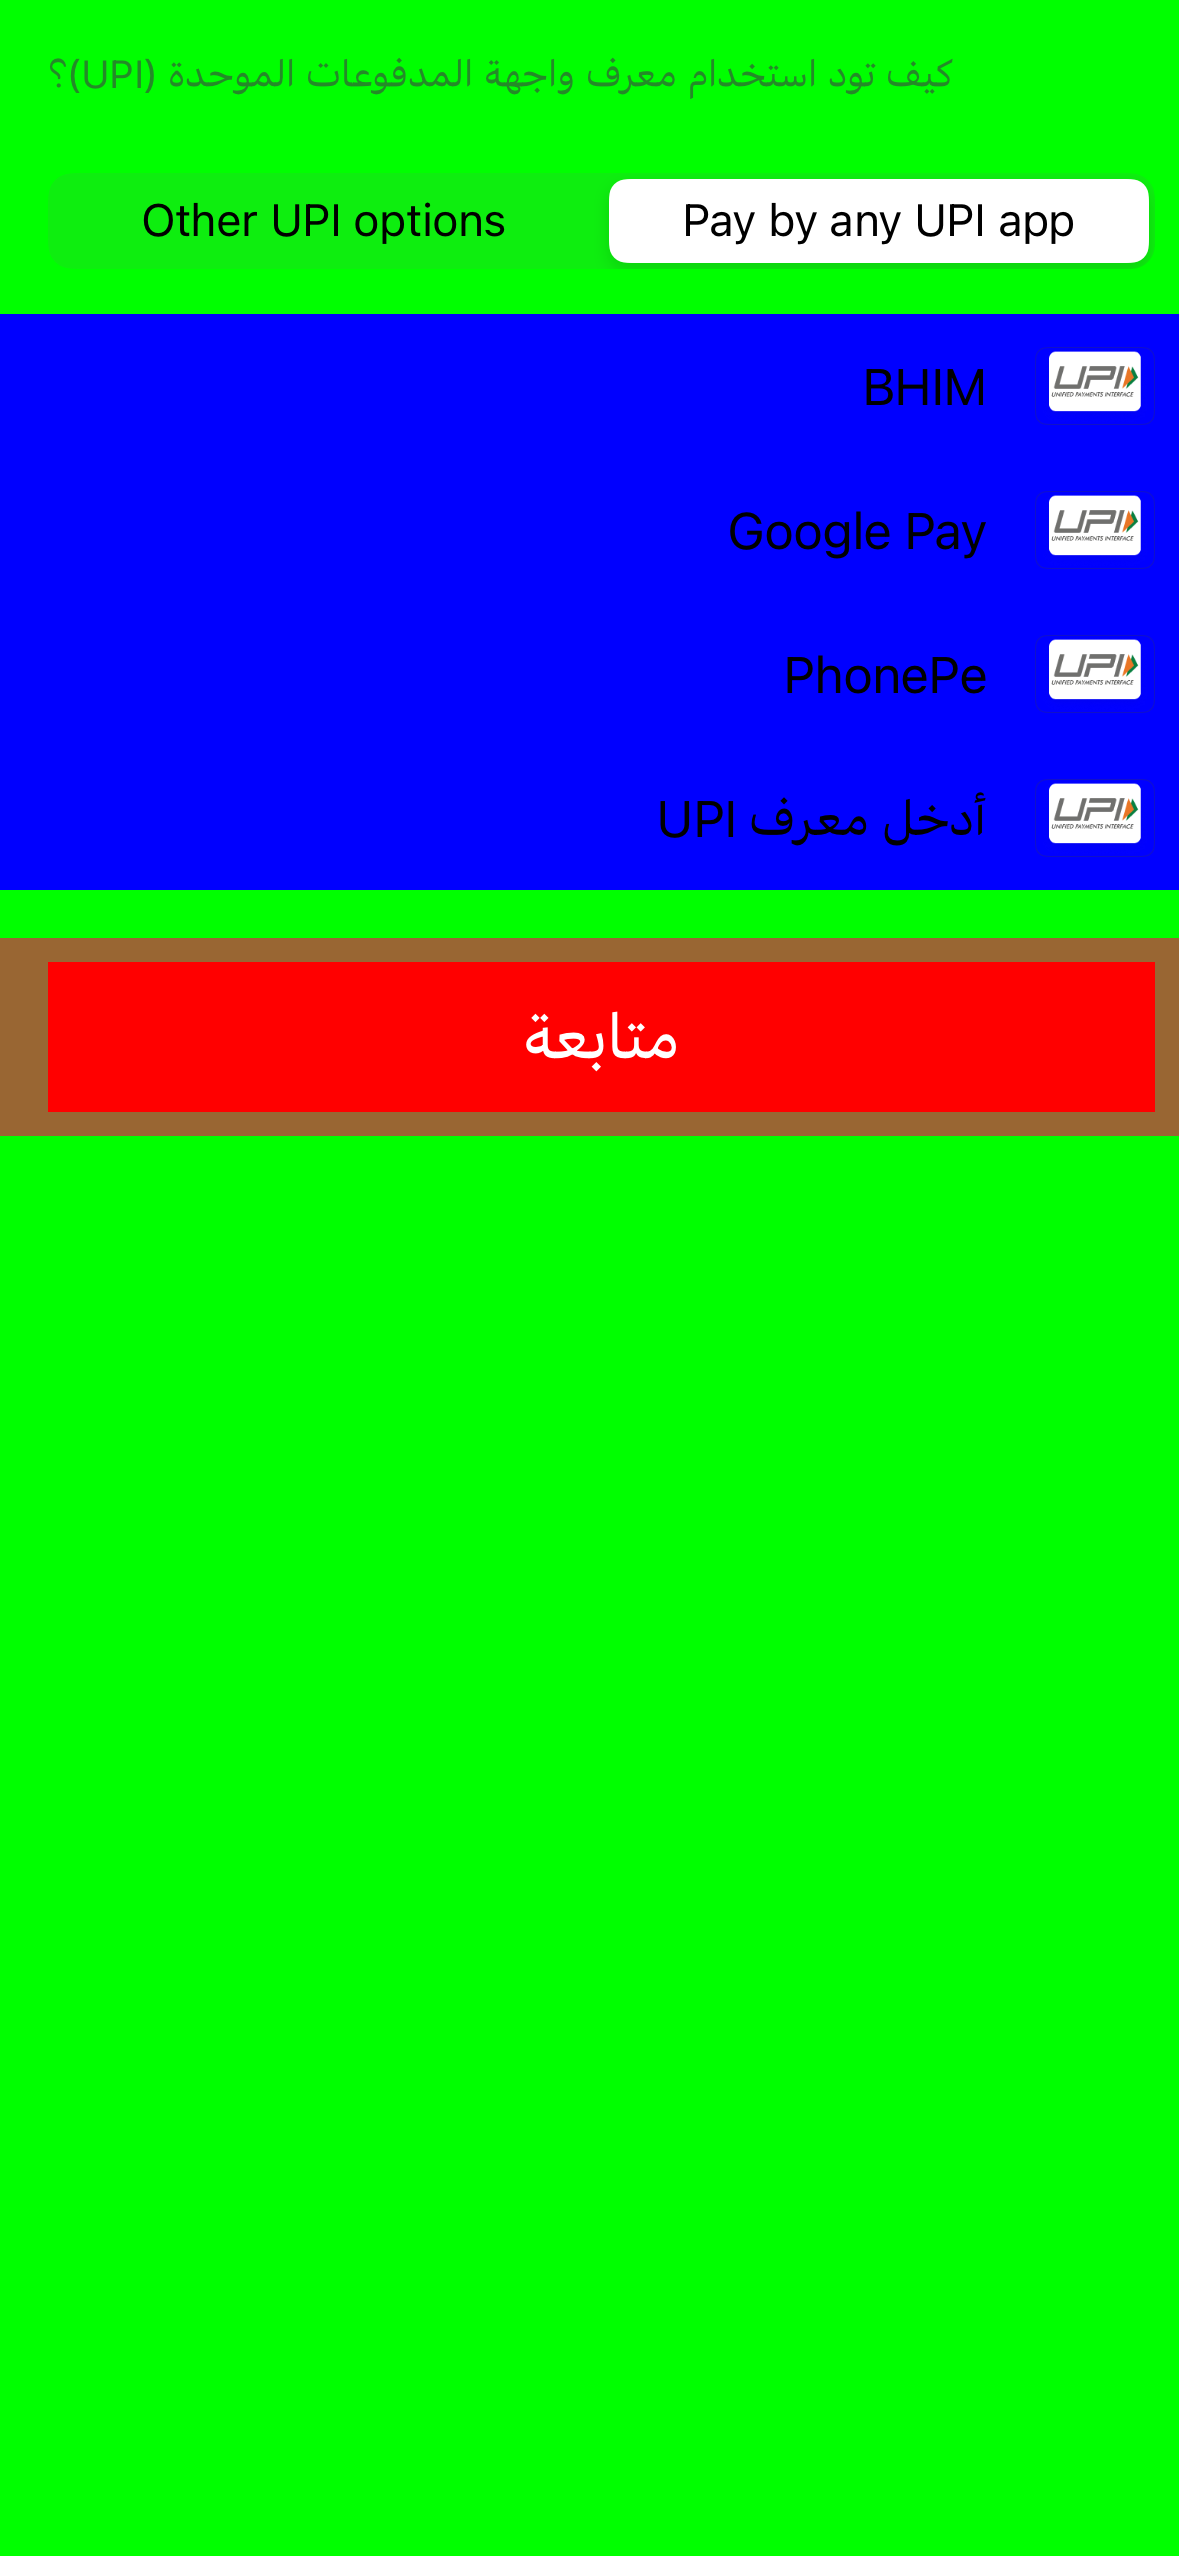 كيف تود استخدام معرف واجهة المدفوعات الموحدة (UPI)؟
Pay by any UPI app
Other UPI options
UPI
UNIFIED PAYMENTS INTERFACE
BHIM
UPI
UNIFIED PAYMENTS INTERFACE
Google Pay
UPI
UNIFIED PAYMENTS INTERFACE
PhonePe
UPI
UNIFIED PAYMENTS INTERFACE
أدخل معرف UPI
متابعة